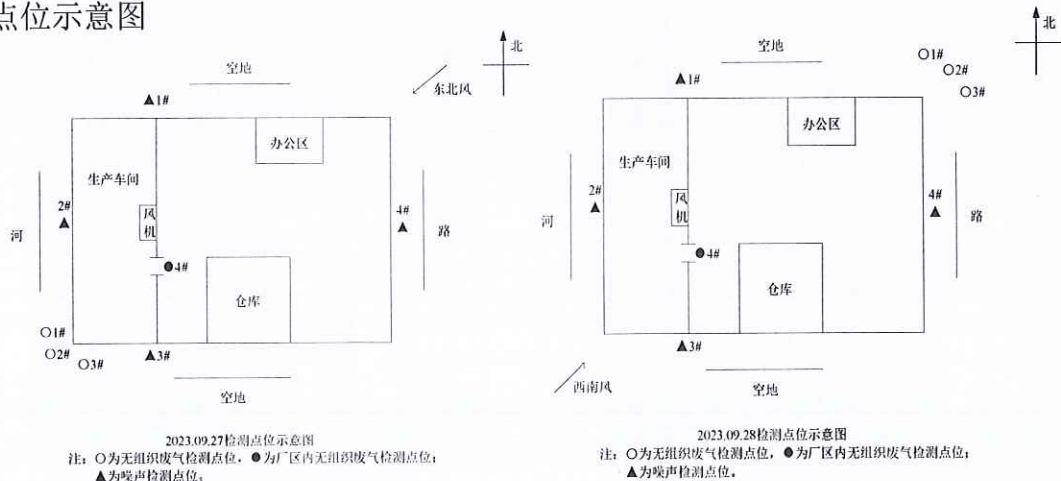 点位示意图
北
空地
东北风
▲1#
办公区
生产车间
风机
2#
▲
4#
▲
河
路
●4#
仓库
○1#
○2#
○3#
▲3#
空地
2023.09.27检测点位示意图
注：○为无组织废气检测点位，●为厂区内无组织废气检测点位；
▲为噪声检测点位。
北
空地
○1#
○2#
○3#
▲1#
办公区
生产车间
风机
2#
▲
4#
▲
河
路
●4#
仓库
▲3#
西南风
空地
2023.09.28检测点位示意图
注：○为无组织废气检测点位，●为厂区内无组织废气检测点位；
▲为噪声检测点位。